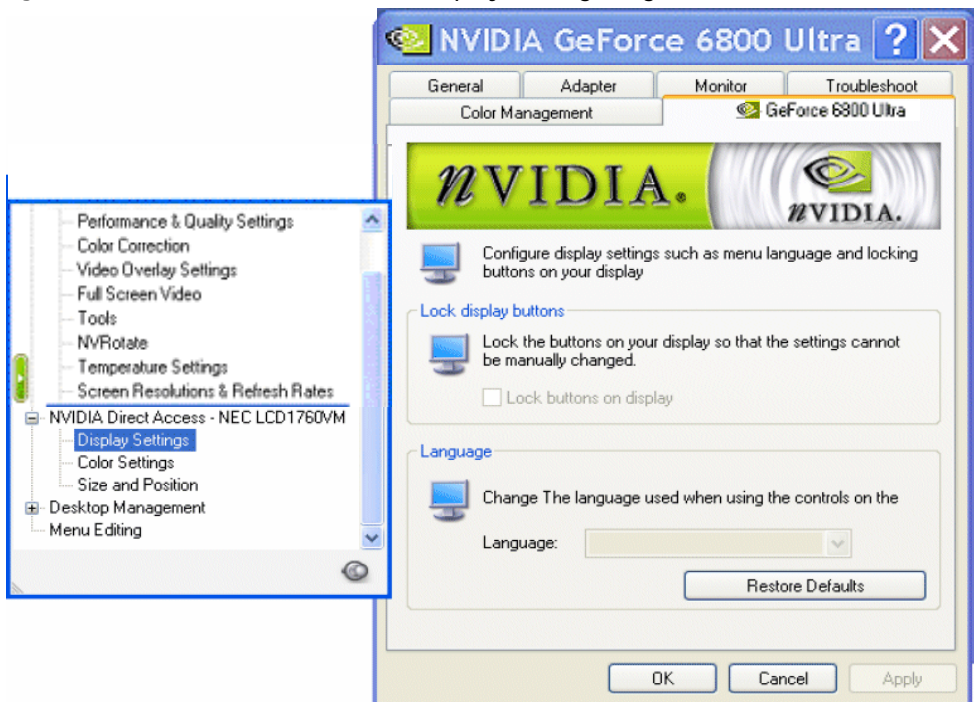 NVIDIA GeForce 6800 Ultra
General
Adapter
Monitor
Troubleshoot
Color Management
GeForce 6800 Ultra
nVIDIA.
nVIDIA.
Configure display settings such as menu language and locking
buttons on your display
Lock display buttons
Lock the buttons on your display so that the settings cannot
be manually changed.
Lock buttons on display
Language
Change The language used when using the controls on the
Language:
Restore Defaults
OK
Cancel
Apply
Performance & Quality Settings
Color Correction
Video Overlay Settings
Full Screen Video
Tools
NVRotate
Temperature Settings
Screen Resolutions & Refresh Rates
NVIDIA Direct Access - NEC LCD1760VM
Display Settings
Color Settings
Size and Position
Desktop Management
Menu Editing